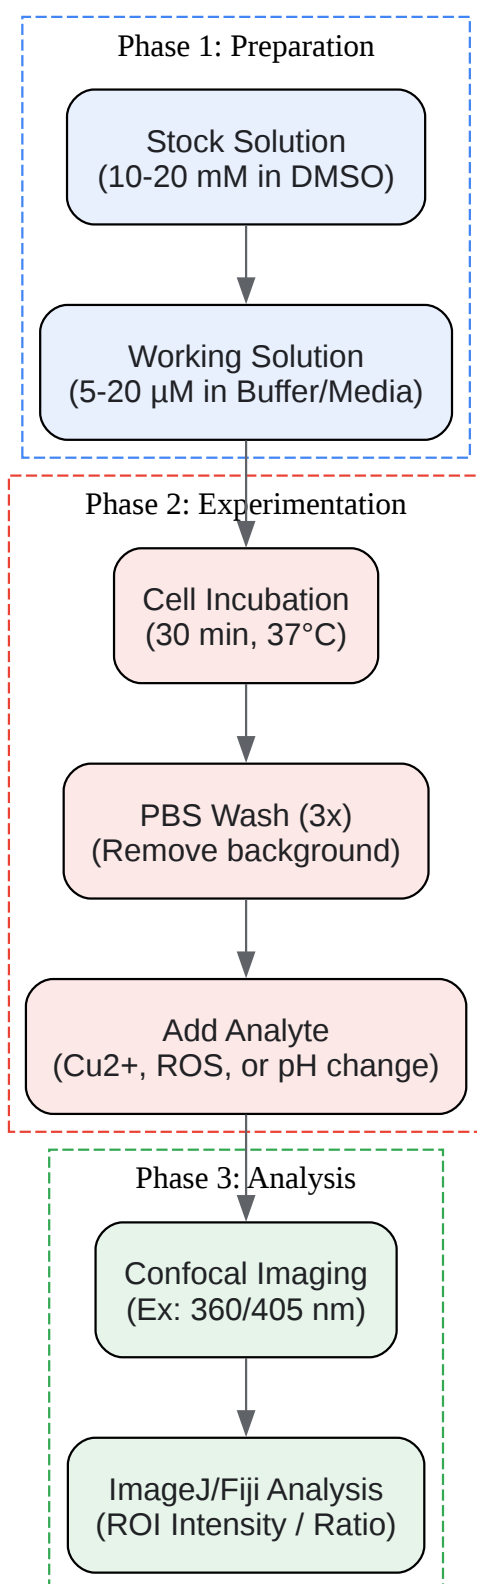 Phase 1: Preparation
Stock Solution
(10-20 mM in DMSO)
Working Solution
(5-20 µM in Buffer/Media)
Phase 2: Experimentation
Cell Incubation
(30 min, 37°C)
PBS Wash (3x)
(Remove background)
Add Analyte
(Cu2+, ROS, or pH change)
Phase 3: Analysis
Confocal Imaging
(Ex: 360/405 nm)
ImageJ/Fiji Analysis
(ROI Intensity / Ratio)